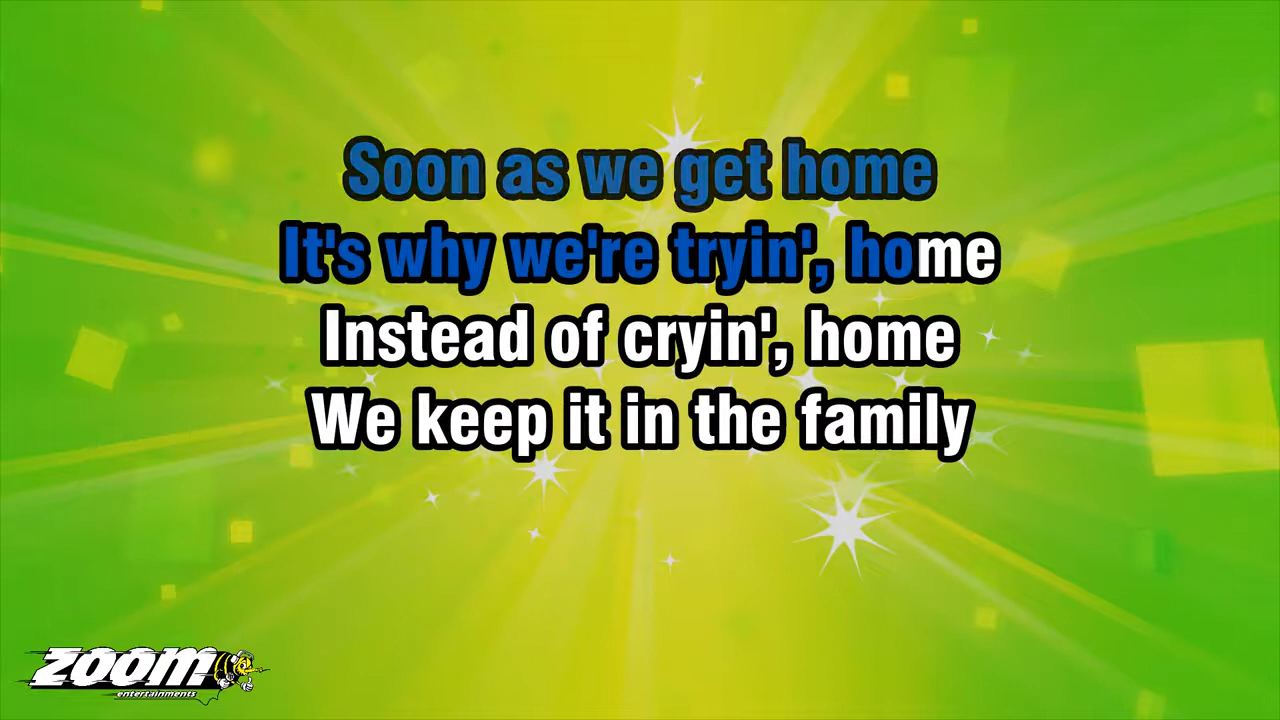 Soon as we get home
It's why we're tryin', home
Instead of cryin', home
We keep it in the family
zoom
entertainments